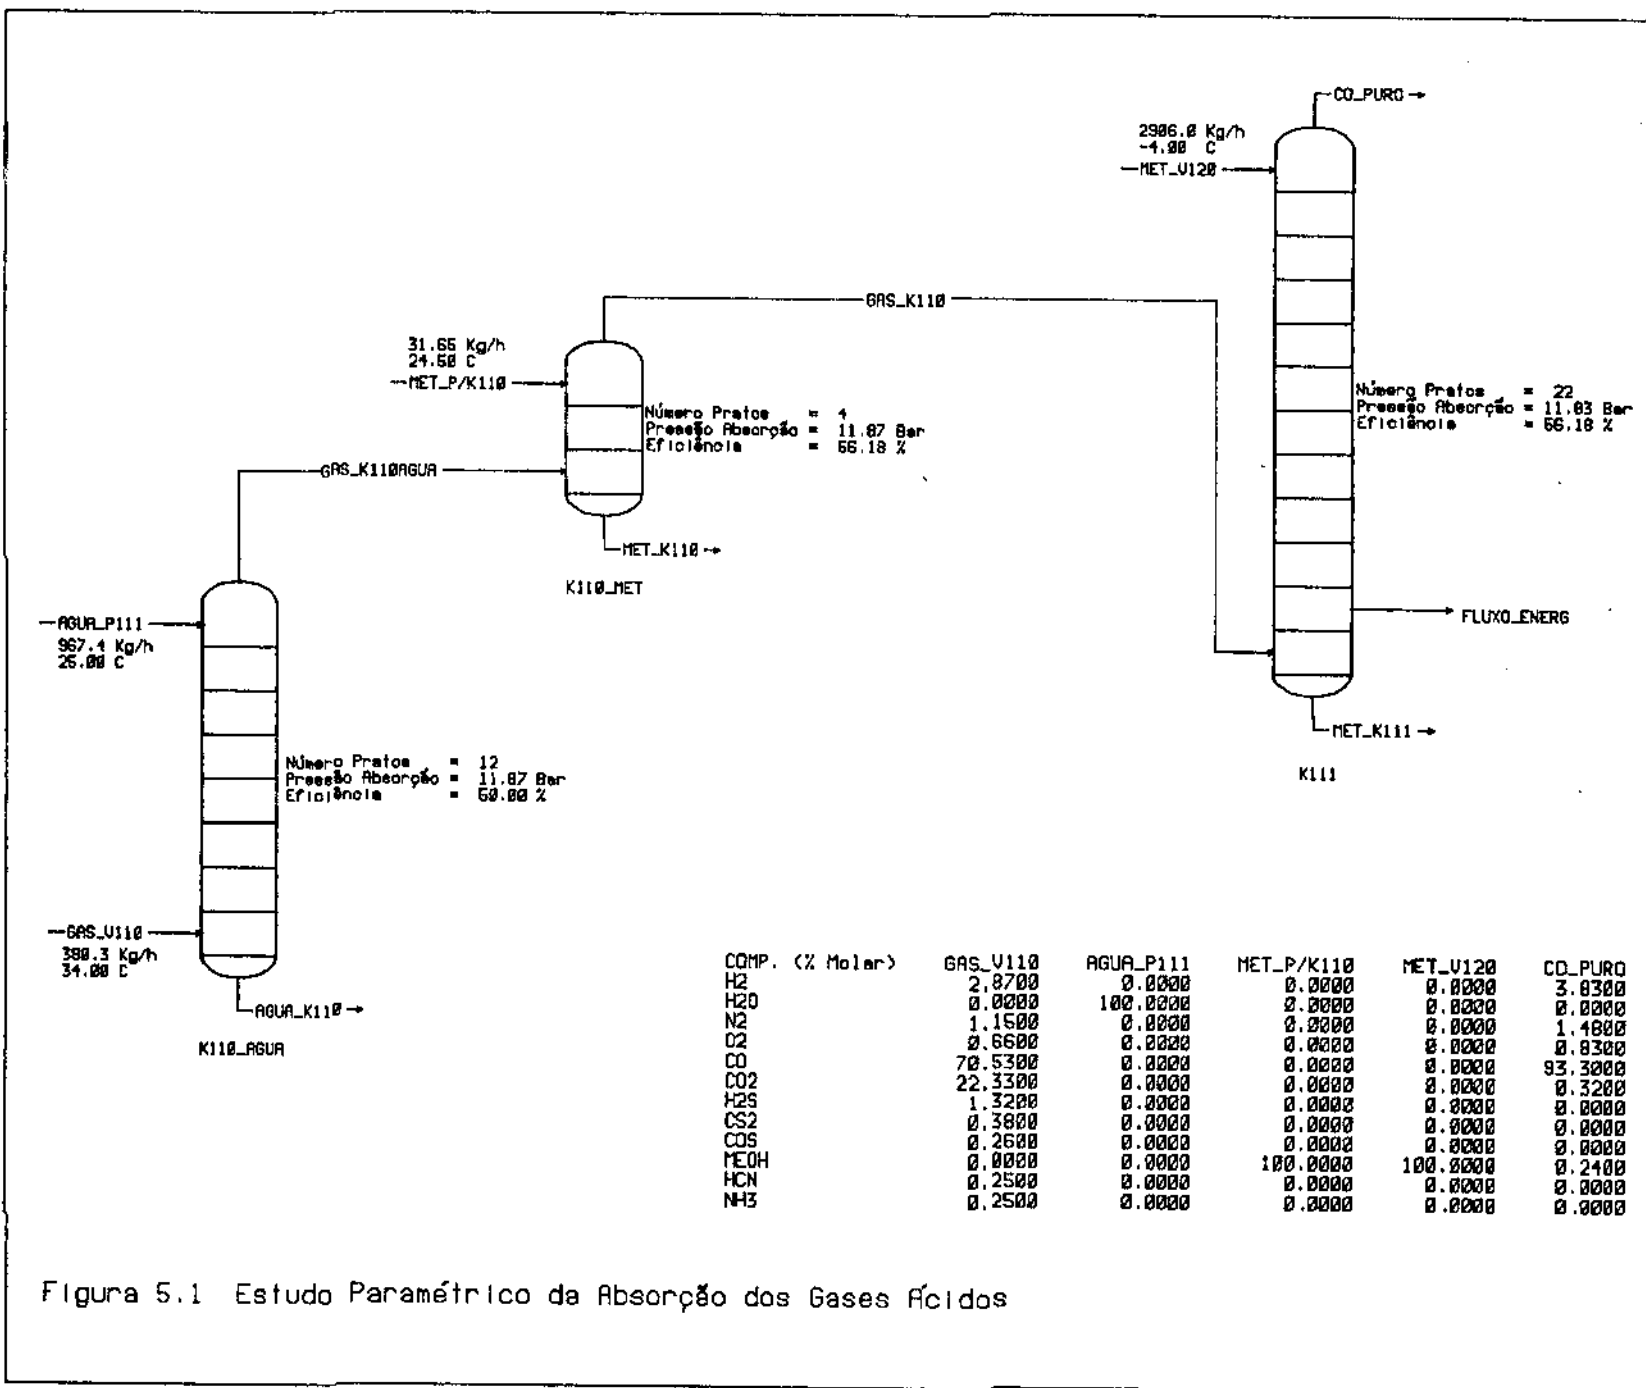 CO_PURO
2906.0 Kg/h
-4.00 C
MET_V120
GAS_K110
31.65 Kg/h
24.60 C
MET_P/K110
Número Pratos = 4
Pressão Absorção = 11.87 Bar
Eficiência = 66.18 %
Número Pratos = 22
Pressão Absorção = 11.83 Bar
Eficiência = 66.18 %
GAS_K110AGUA
MET_K110
K110_MET
AGUA_P111
967.4 Kg/h
25.00 C
FLUXO_ENERG
MET_K111
K111
Número Pratos = 12
Pressão Absorção = 11.87 Bar
Eficiência = 60.00 %
GAS_V110
380.3 Kg/h
34.00 C
AGUA_K110
K110_AGUA
COMP. (% Molar) GAS_V110 AGUA_P111 MET_P/K110 MET_V120 CO_PURO
H2 2.8700 0.0000 0.0000 0.0000 3.8300
H2O 0.0000 100.0000 0.0000 0.0000 0.0000
N2 1.1500 0.0000 0.0000 0.0000 1.4800
O2 0.6600 0.0000 0.0000 0.0000 0.8300
CO 70.5300 0.0000 0.0000 0.0000 93.3000
CO2 22.3300 0.0000 0.0000 0.0000 0.3200
H2S 1.3200 0.0000 0.0000 0.0000 0.0000
CS2 0.3800 0.0000 0.0000 0.0000 0.0000
COS 0.2600 0.0000 0.0000 0.0000 0.0000
MEOH 0.0000 0.0000 100.0000 100.0000 0.2400
HCN 0.2500 0.0000 0.0000 0.0000 0.0000
NH3 0.2500 0.0000 0.0000 0.0000 0.0000
Figura 5.1 Estudo Paramétrico da Absorção dos Gases Ácidos